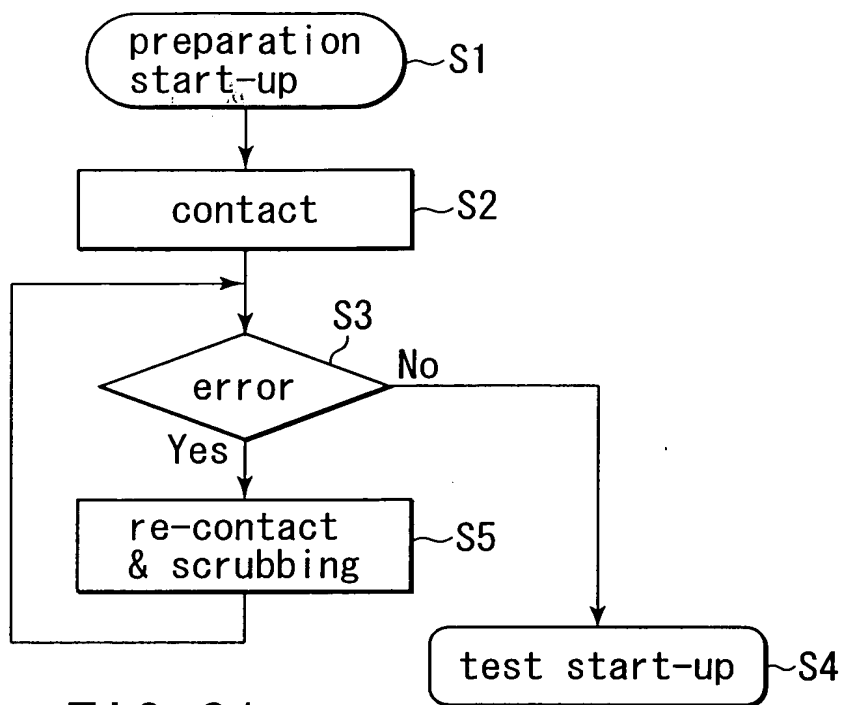 preparation
start-up
S1
contact
S2
S3
error
No
Yes
re-contact
& scrubbing
S5
test start-up
S4